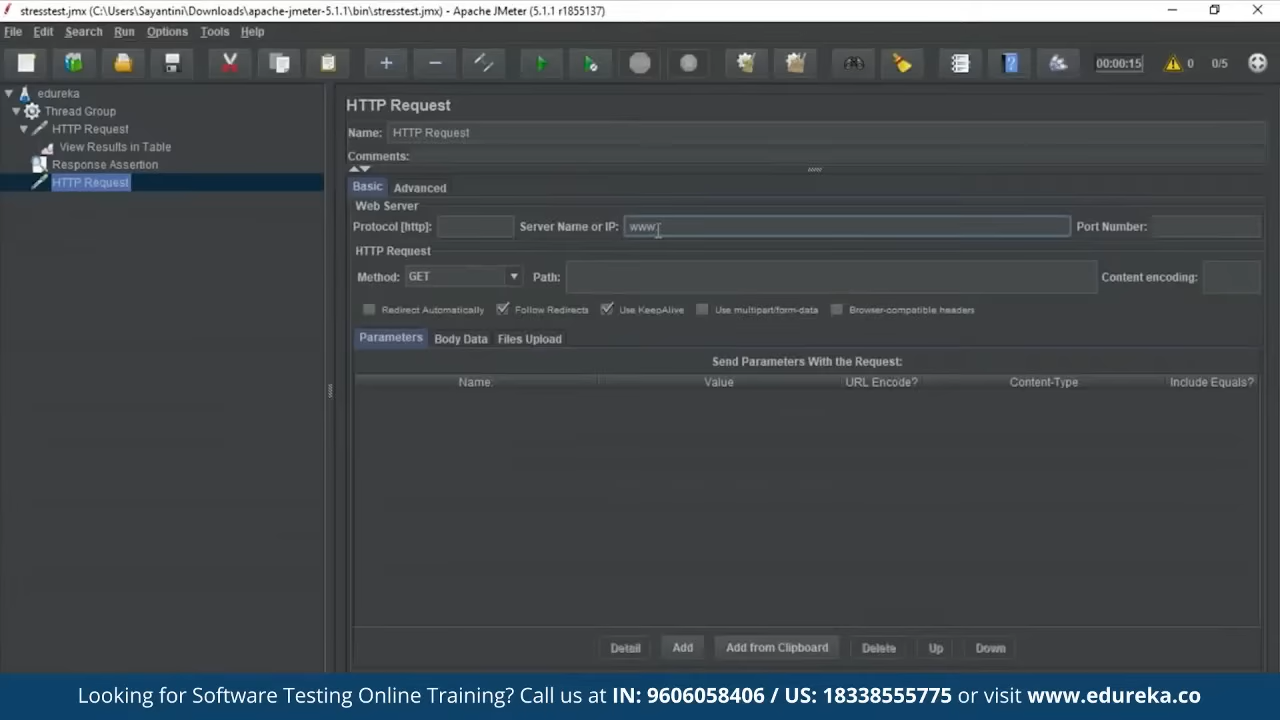 stresstest.jmx (C:\Users\Sayantini\Downloads\apache-jmeter-5.1.1\bin\stresstest.jmx) - Apache JMeter (5.1.1 r1855137)
File Edit Search Run Options Tools Help
00:00:15 0 0/5
edureka
Thread Group
HTTP Request
View Results in Table
Response Assertion
HTTP Request
HTTP Request
Name: HTTP Request
Comments:
Basic Advanced
Web Server
Protocol [http]: Server Name or IP: www. Port Number:
HTTP Request
Method: GET Path: Content encoding:
Redirect Automatically Follow Redirects Use KeepAlive Use multipart/form-data Browser-compatible headers
Parameters Body Data Files Upload
Send Parameters With the Request:
Name: Value URL Encode? Content-Type Include Equals?
Detail Add Add from Clipboard Delete Up Down
Looking for Software Testing Online Training? Call us at IN: 9606058406 / US: 18338555775 or visit www.edureka.co